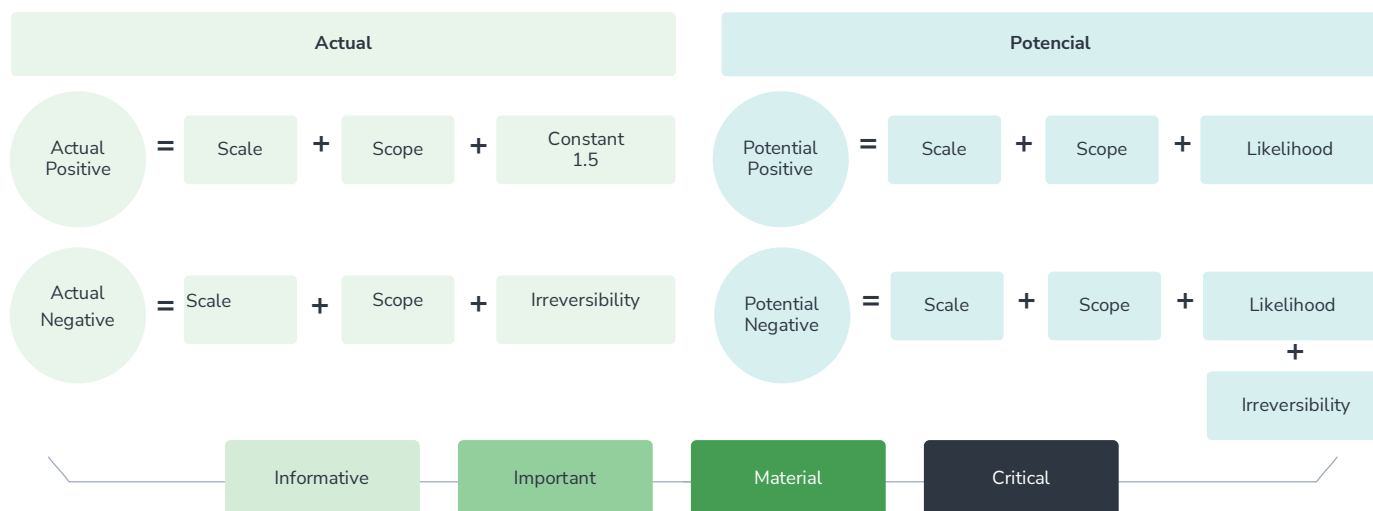 Actual
Potencial
Actual
Positive
=
Scale
+
Scope
+
Constant
1.5
Potential
Positive
=
Scale
+
Scope
+
Likelihood
Actual
Negative
=
Scale
+
Scope
+
Irreversibility
Potential
Negative
=
Scale
+
Scope
+
Likelihood
+
Irreversibility
Informative
Important
Material
Critical